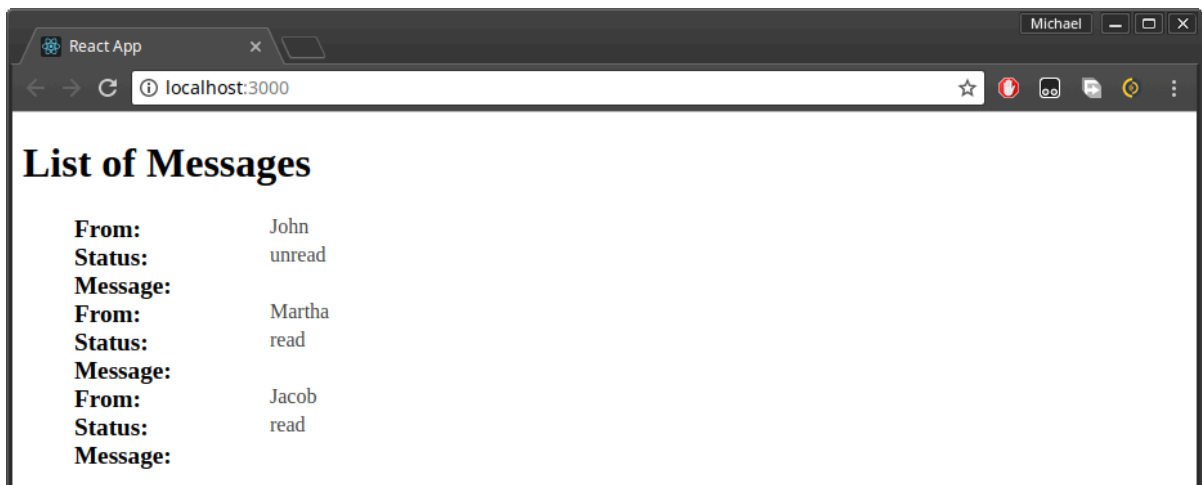 Michael
React App
localhost:3000
List of Messages
From: John
Status: unread
Message:
From: Martha
Status: read
Message:
From: Jacob
Status: read
Message: